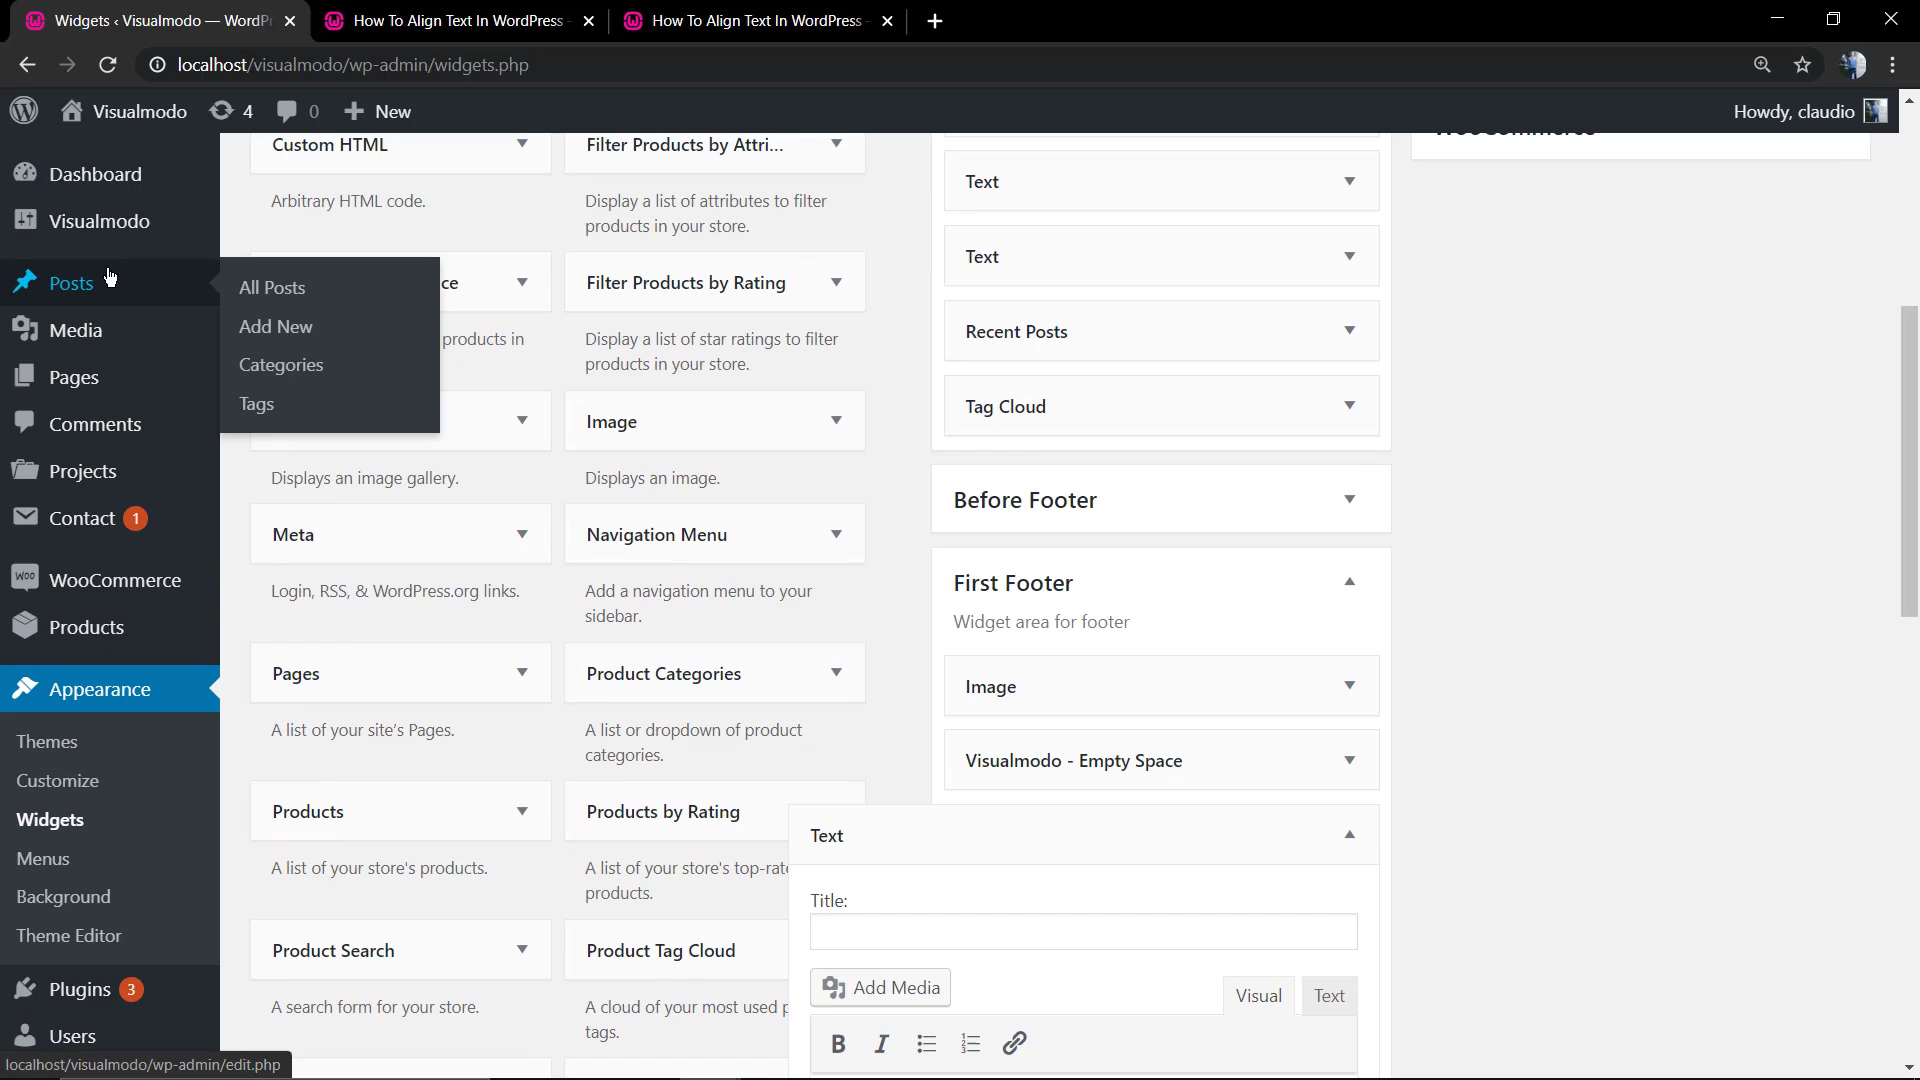 Widgets ‹ Visualmodo — WordP
How To Align Text In WordPress -
How To Align Text In WordPress -
localhost/visualmodo/wp-admin/widgets.php
Visualmodo
4
0
New
Howdy, claudio
Dashboard
Visualmodo
Posts
All Posts
Add New
Categories
Tags
Media
Pages
Comments
Projects
Contact 1
WooCommerce
Products
Appearance
Themes
Customize
Widgets
Menus
Background
Theme Editor
Plugins 3
Users
localhost/visualmodo/wp-admin/edit.php
Custom HTML
Arbitrary HTML code.
ce
products in
Displays an image gallery.
Meta
Login, RSS, & WordPress.org links.
Pages
A list of your site's Pages.
Products
A list of your store's products.
Product Search
A search form for your store.
Filter Products by Attri...
Display a list of attributes to filter
products in your store.
Filter Products by Rating
Display a list of star ratings to filter
products in your store.
Image
Displays an image.
Navigation Menu
Add a navigation menu to your
sidebar.
Product Categories
A list or dropdown of product
categories.
Products by Rating
A list of your store's top-rate
products.
Product Tag Cloud
A cloud of your most used p
tags.
Text
Text
Recent Posts
Tag Cloud
Before Footer
First Footer
Widget area for footer
Image
Visualmodo - Empty Space
Text
Title:
Add Media
Visual
Text
B I
WooCommerce